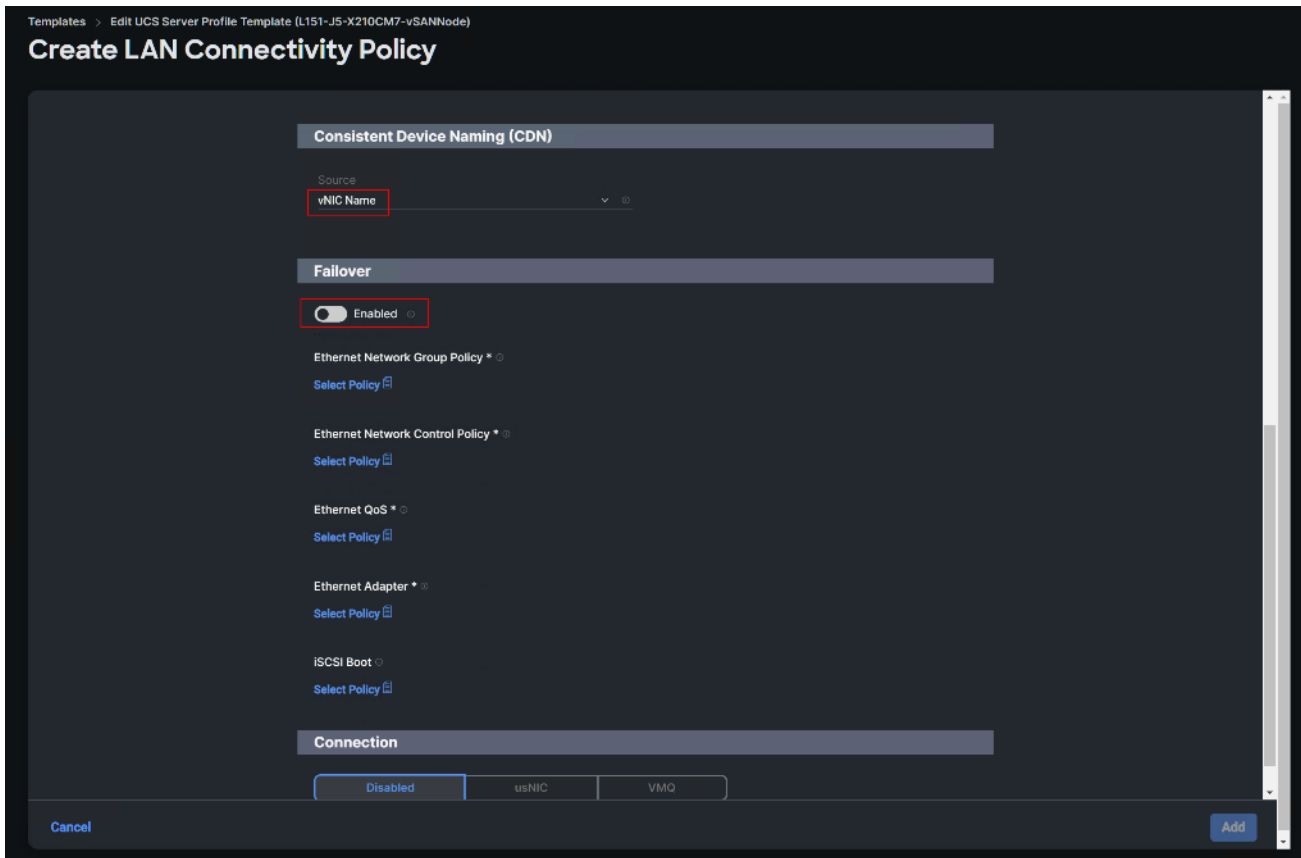 Templates > Edit UCS Server Profile Template (L151-J5-X210CM7-vSANNode)
Create LAN Connectivity Policy
Consistent Device Naming (CDN)
Source
vNIC Name
Failover
Enabled
Ethernet Network Group Policy *
Select Policy
Ethernet Network Control Policy *
Select Policy
Ethernet QoS *
Select Policy
Ethernet Adapter *
Select Policy
iSCSI Boot
Select Policy
Connection
Disabled usNIC VMQ
Cancel Add